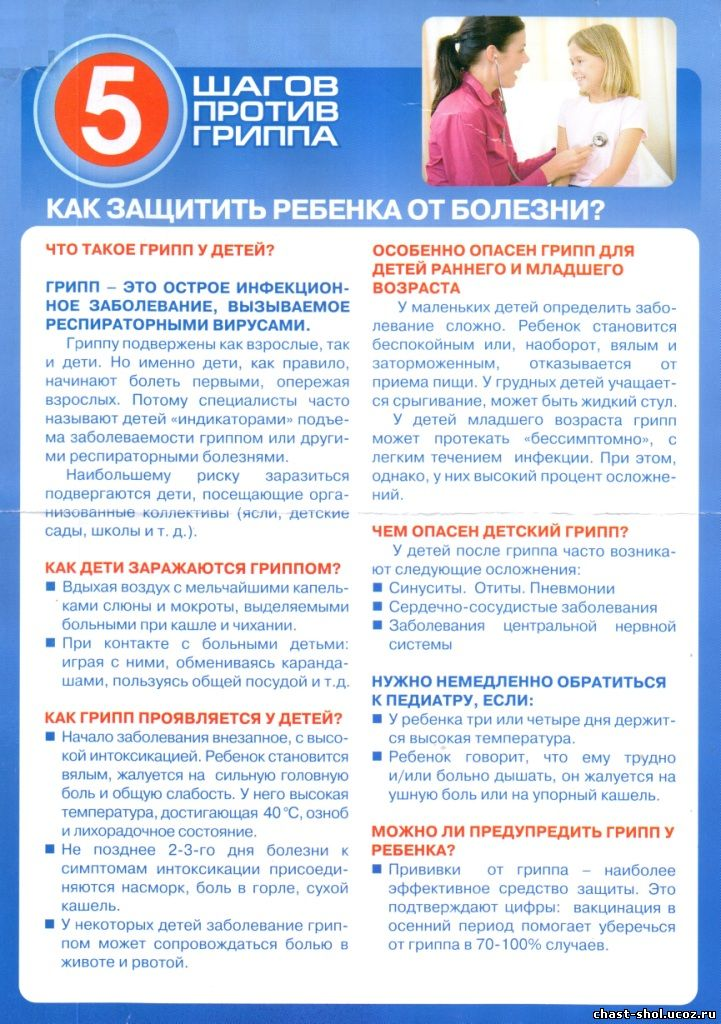 5
ШАГОВ
ПРОТИВ
ГРИППА
КАК ЗАЩИТИТЬ РЕБЕНКА ОТ БОЛЕЗНИ?
ЧТО ТАКОЕ ГРИПП У ДЕТЕЙ?
ГРИПП – ЭТО ОСТРОЕ ИНФЕКЦИОН-
НОЕ ЗАБОЛЕВАНИЕ, ВЫЗЫВАЕМОЕ
РЕСПИРАТОРНЫМИ ВИРУСАМИ.
Гриппу подвержены как взрослые, так
и дети. Но именно дети, как правило,
начинают болеть первыми, опережая
взрослых. Потому специалисты часто
называют детей «индикаторами» подъе-
ма заболеваемости гриппом или други-
ми респираторными болезнями.
Наибольшему риску заразиться
подвергаются дети, посещающие орга-
низованные коллективы (ясли, детские
сады, школы и т. д.).
КАК ДЕТИ ЗАРАЖАЮТСЯ ГРИППОМ?
■ Вдыхая воздух с мельчайшими капель-
ками слюны и мокроты, выделяемыми
больными при кашле и чихании.
■ При контакте с больными детьми:
играя с ними, обмениваясь каранда-
шами, пользуясь общей посудой и т.д.
КАК ГРИПП ПРОЯВЛЯЕТСЯ У ДЕТЕЙ?
■ Начало заболевания внезапное, с высо-
кой интоксикацией. Ребенок становится
вялым, жалуется на сильную головную
боль и общую слабость. У него высокая
температура, достигающая 40 °С, озноб
и лихорадочное состояние.
■ Не позднее 2-3-го дня болезни к
симптомам интоксикации присоеди-
няются насморк, боль в горле, сухой
кашель.
■ У некоторых детей заболевание грип-
пом может сопровождаться болью в
животе и рвотой.
ОСОБЕННО ОПАСЕН ГРИПП ДЛЯ
ДЕТЕЙ РАННЕГО И МЛАДШЕГО
ВОЗРАСТА
У маленьких детей определить забо-
левание сложно. Ребенок становится
беспокойным или, наоборот, вялым и
заторможенным, отказывается от
приема пищи. У грудных детей учащает-
ся срыгивание, может быть жидкий стул.
У детей младшего возраста грипп
может протекать «бессимптомно», с
легким течением инфекции. При этом,
однако, у них высокий процент осложне-
ний.
ЧЕМ ОПАСЕН ДЕТСКИЙ ГРИПП?
У детей после гриппа часто возника-
ют следующие осложнения:
■ Синуситы. Отиты. Пневмонии
■ Сердечно-сосудистые заболевания
■ Заболевания центральной нервной
системы
НУЖНО НЕМЕДЛЕННО ОБРАТИТЬСЯ
К ПЕДИАТРУ, ЕСЛИ:
■ У ребенка три или четыре дня держит-
ся высокая температура.
■ Ребенок говорит, что ему трудно
и/или больно дышать, он жалуется на
ушную боль или на упорный кашель.
МОЖНО ЛИ ПРЕДУПРЕДИТЬ ГРИПП У
РЕБЕНКА?
■ Прививки от гриппа – наиболее
эффективное средство защиты. Это
подтверждают цифры: вакцинация в
осенний период помогает уберечься
от гриппа в 70-100% случаев.
chast-shol.ucoz.ru